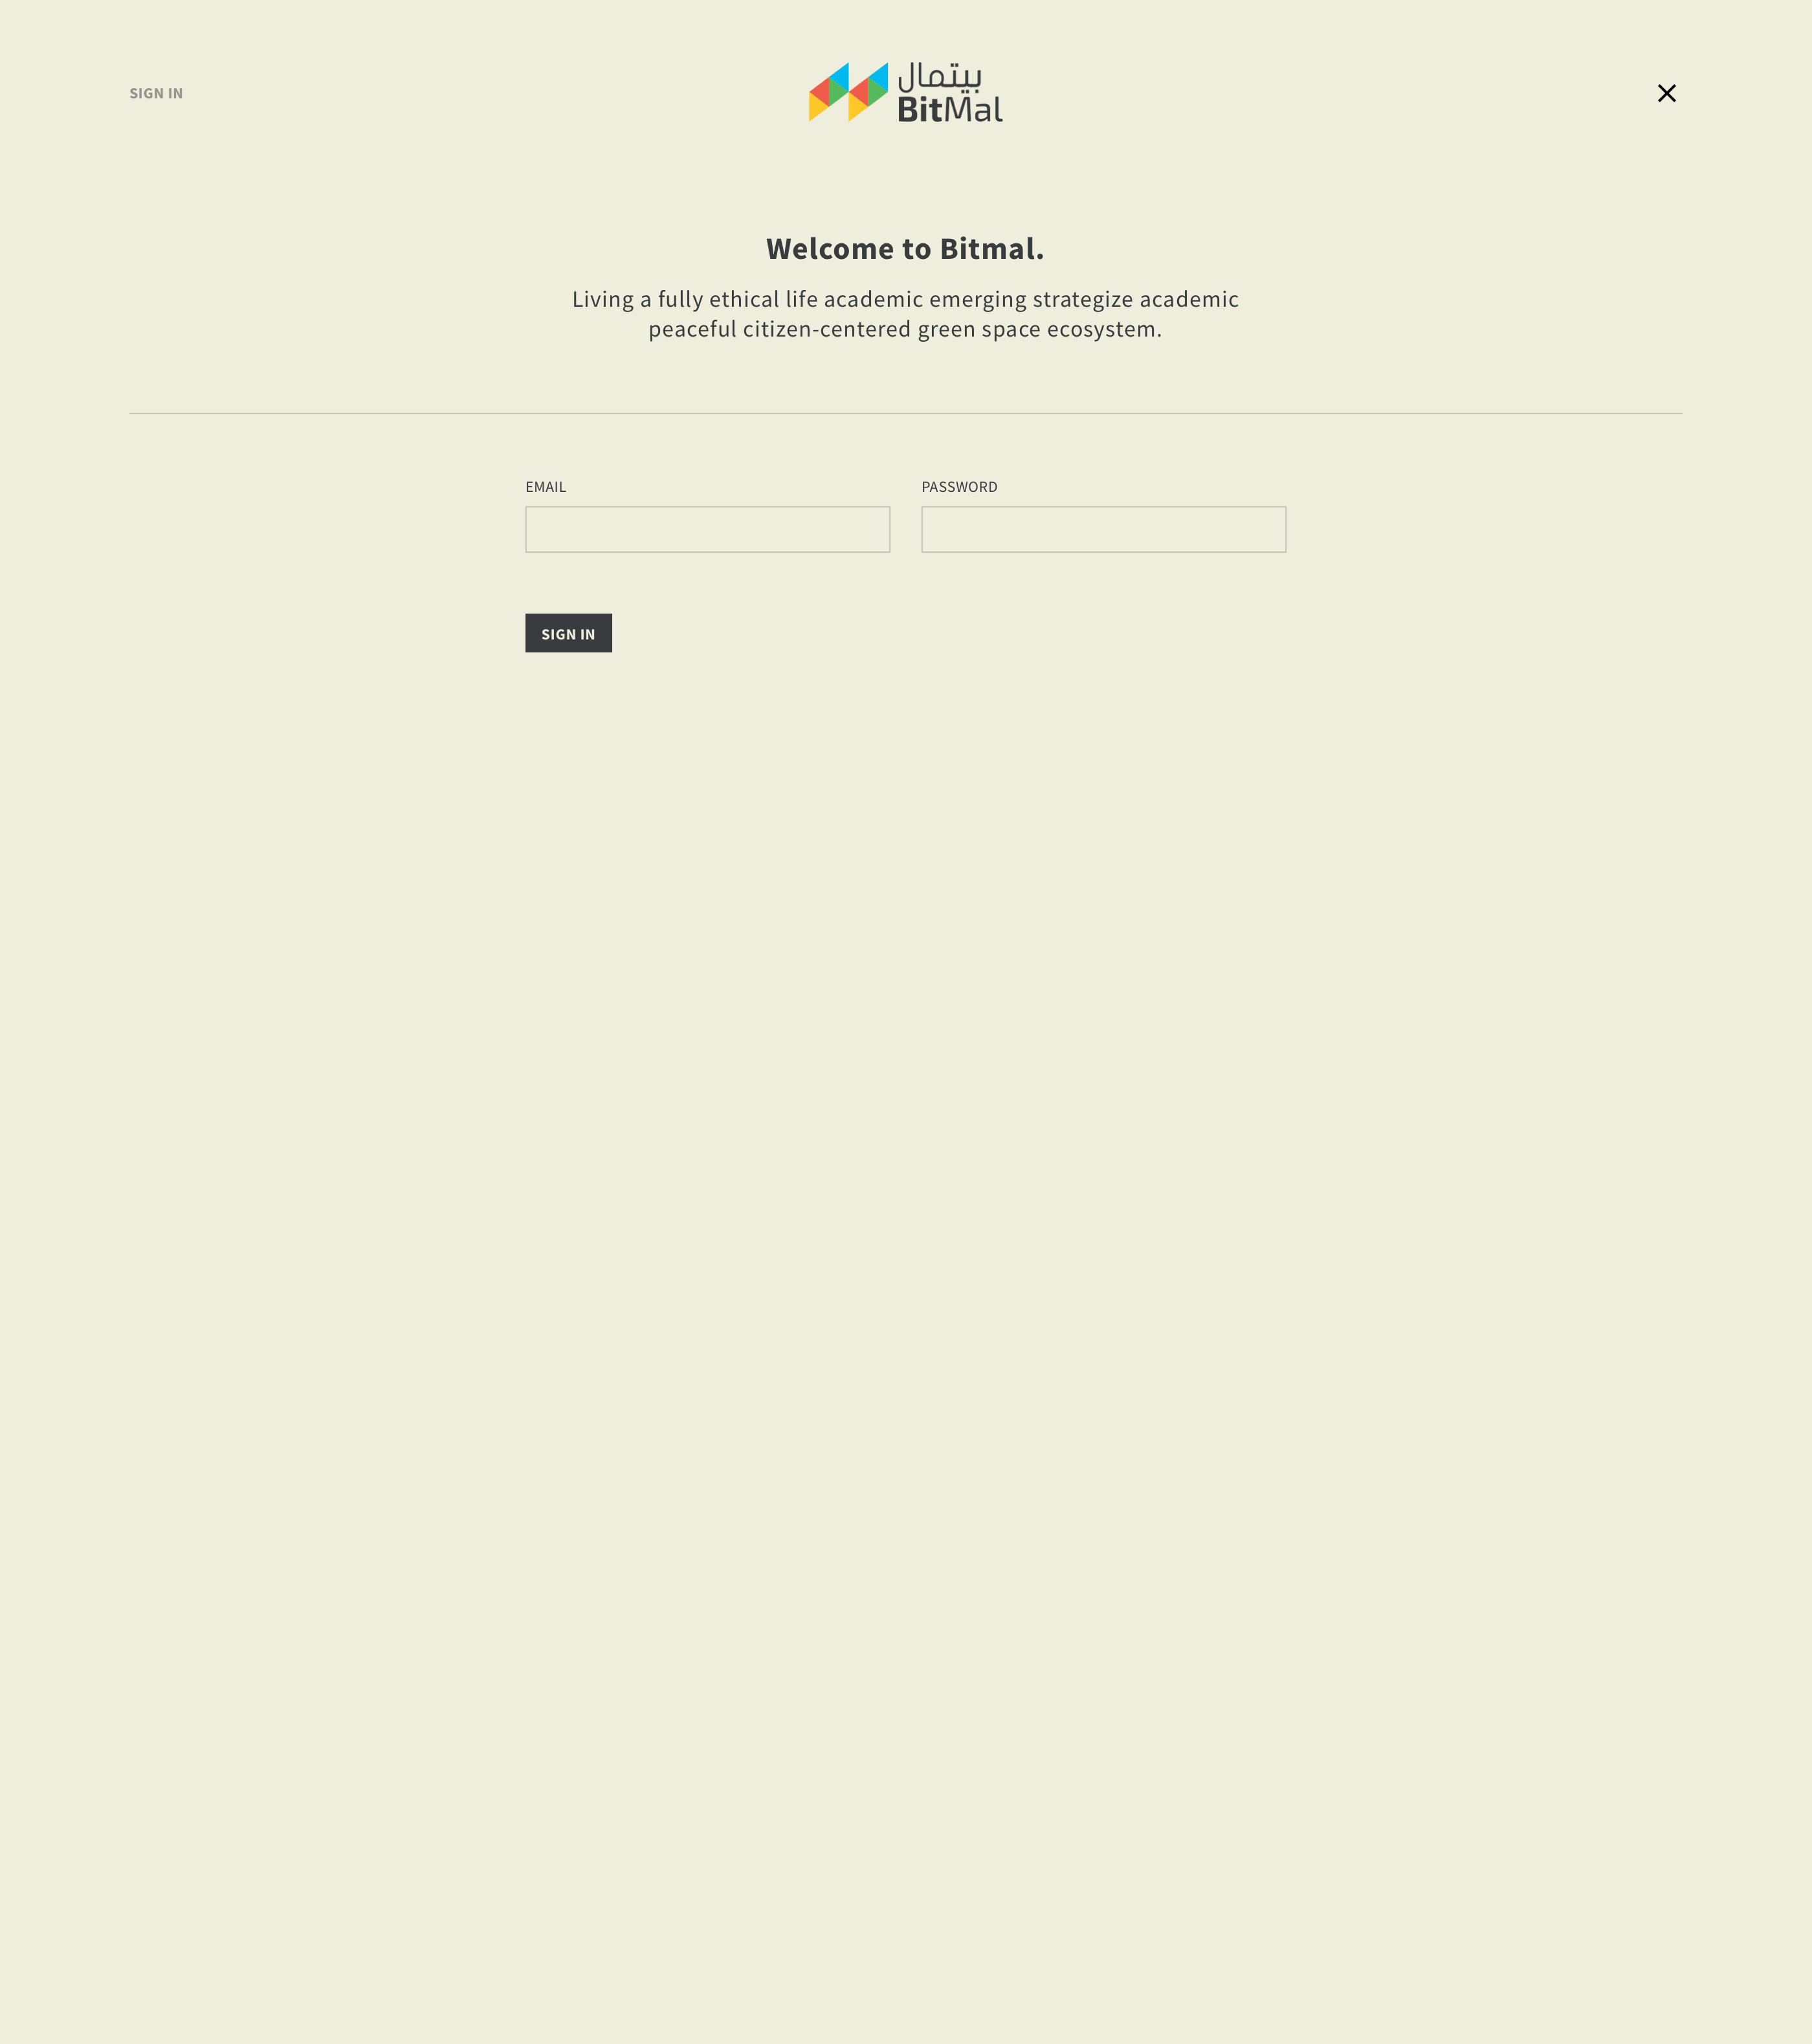 SIGN IN
بيتمال
BitMal
Welcome to Bitmal.
Living a fully ethical life academic emerging strategize academic
peaceful citizen-centered green space ecosystem.
EMAIL
PASSWORD
SIGN IN